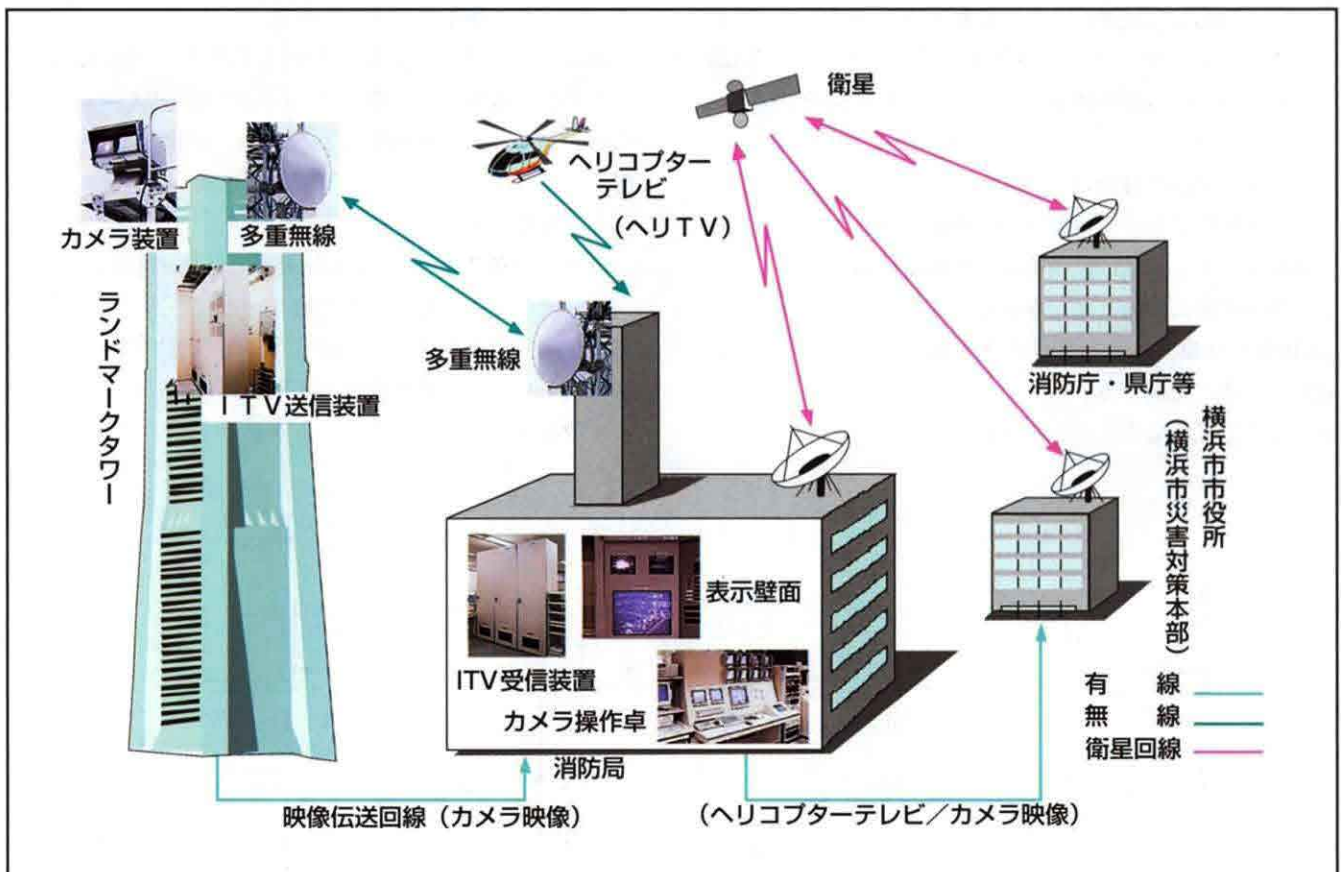 衛星
ヘリコプター
テレビ
(ヘリTV)
カメラ装置
多重無線
ランドマークタワー
ITV送信装置
多重無線
消防庁・県庁等
横浜市市役所
(横浜市災害対策本部)
表示壁面
ITV受信装置
カメラ操作卓
消防局
有 線
無 線
衛星回線
映像伝送回線(カメラ映像)
(ヘリコプターテレビ/カメラ映像)